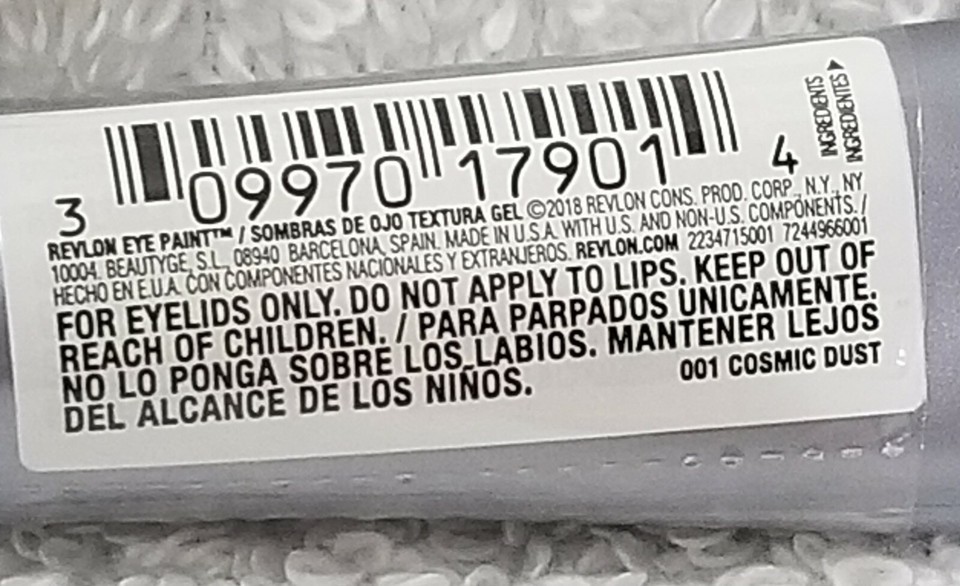 3 09970 17901 4
INGREDIENTS
INGREDIENTES
REVLON EYE PAINT™ / SOMBRAS DE OJO TEXTURA GEL ©2018 REVLON CONS. PROD. CORP., N.Y., NY
10004. BEAUTYGE, S.L., 08940 BARCELONA, SPAIN. MADE IN U.S.A. WITH U.S. AND NON-U.S. COMPONENTS. /
HECHO EN E.U.A. CON COMPONENTES NACIONALES Y EXTRANJEROS. REVLON.COM 2234715001 7244966001
FOR EYELIDS ONLY. DO NOT APPLY TO LIPS. KEEP OUT OF
REACH OF CHILDREN. / PARA PARPADOS UNICAMENTE.
NO LO PONGA SOBRE LOS LABIOS. MANTENER LEJOS
DEL ALCANCE DE LOS NIÑOS.
001 COSMIC DUST